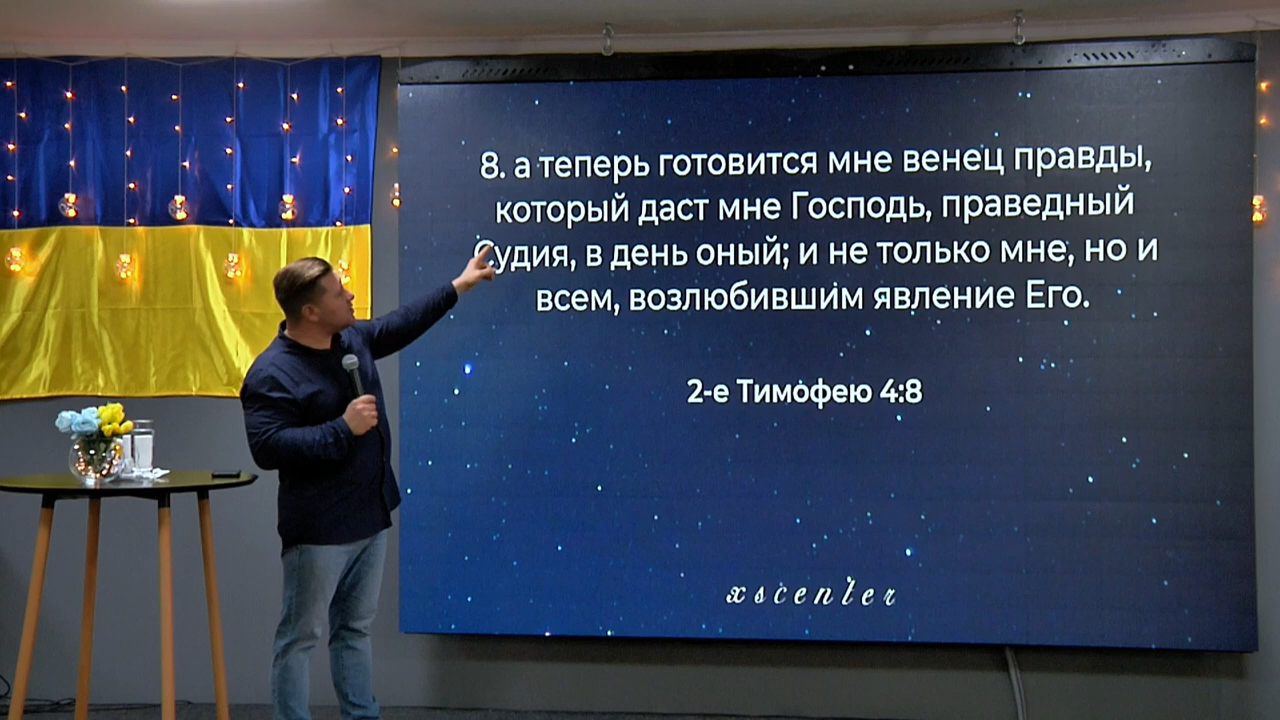 8. а теперь готовится мне венец правды,
который даст мне Господь, праведный
Судия, в день оный; и не только мне, но и
всем, возлюбившим явление Его.
2-е Тимофею 4:8
xscenter